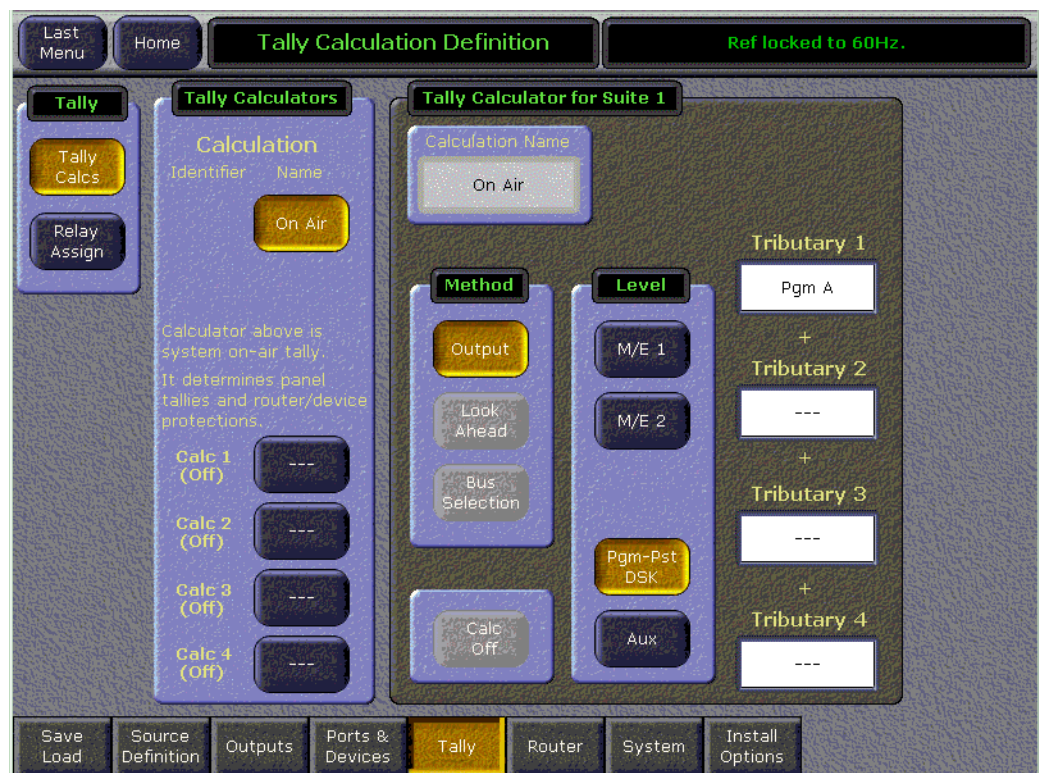 Last
Menu
Home
Tally Calculation Definition
Ref locked to 60Hz.
Tally
Tally
Calcs
Relay
Assign
Tally Calculators
Calculation
Identifier Name
On Air
Calculator above is
system on-air tally.
It determines panel
tallies and router/device
protections.
Calc 1
(Off)
---
Calc 2
(Off)
---
Calc 3
(Off)
---
Calc 4
(Off)
---
Tally Calculator for Suite 1
Calculation Name
On Air
Method
Output
Look
Ahead
Bus
Selection
Calc
Off
Level
M/E 1
M/E 2
Pgm-Pst
DSK
Aux
Tributary 1
Pgm A
+
Tributary 2
---
+
Tributary 3
---
+
Tributary 4
---
Save
Load
Source
Definition
Outputs
Ports &
Devices
Tally
Router
System
Install
Options